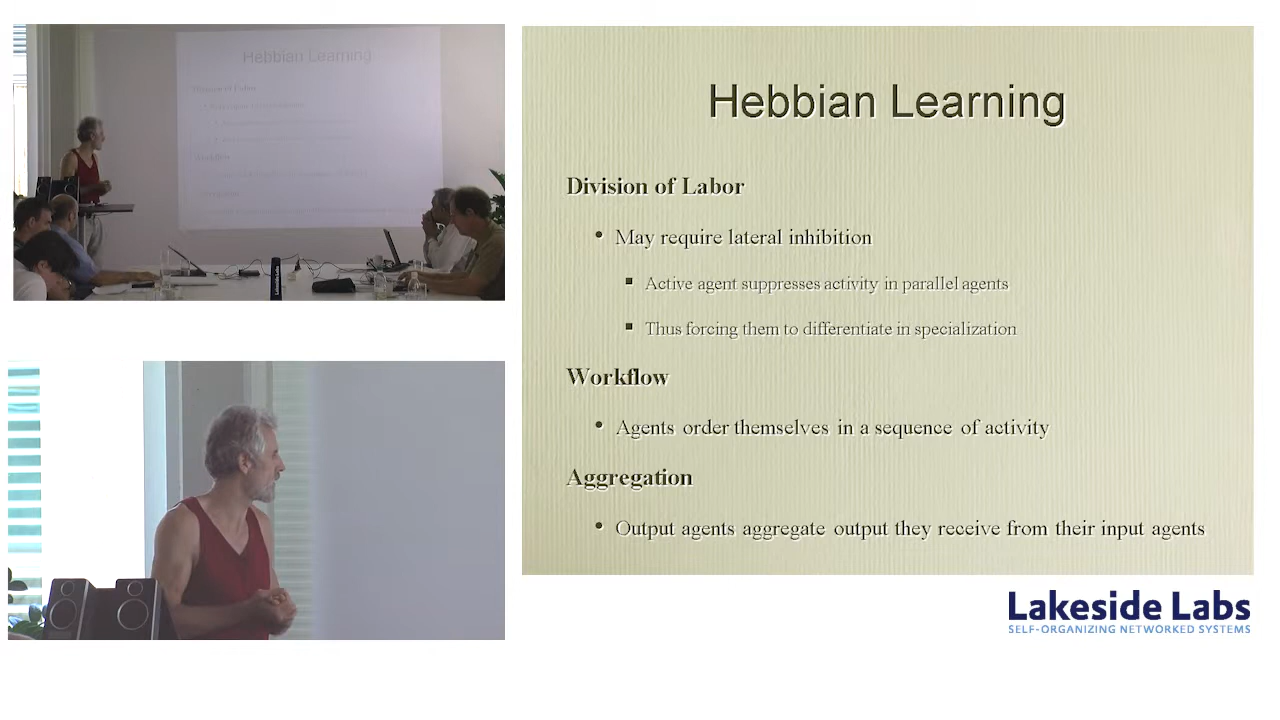 Hebbian Learning
Hebbian Learning
Division of Labor
May require lateral inhibition
Active agent suppresses activity in parallel agents
Thus forcing them to differentiate in specialization
Workflow
Agents order themselves in a sequence of activity
Aggregation
Output agents aggregate output they receive from their input agents
Lakeside Labs
SELF-ORGANIZING NETWORKED SYSTEMS